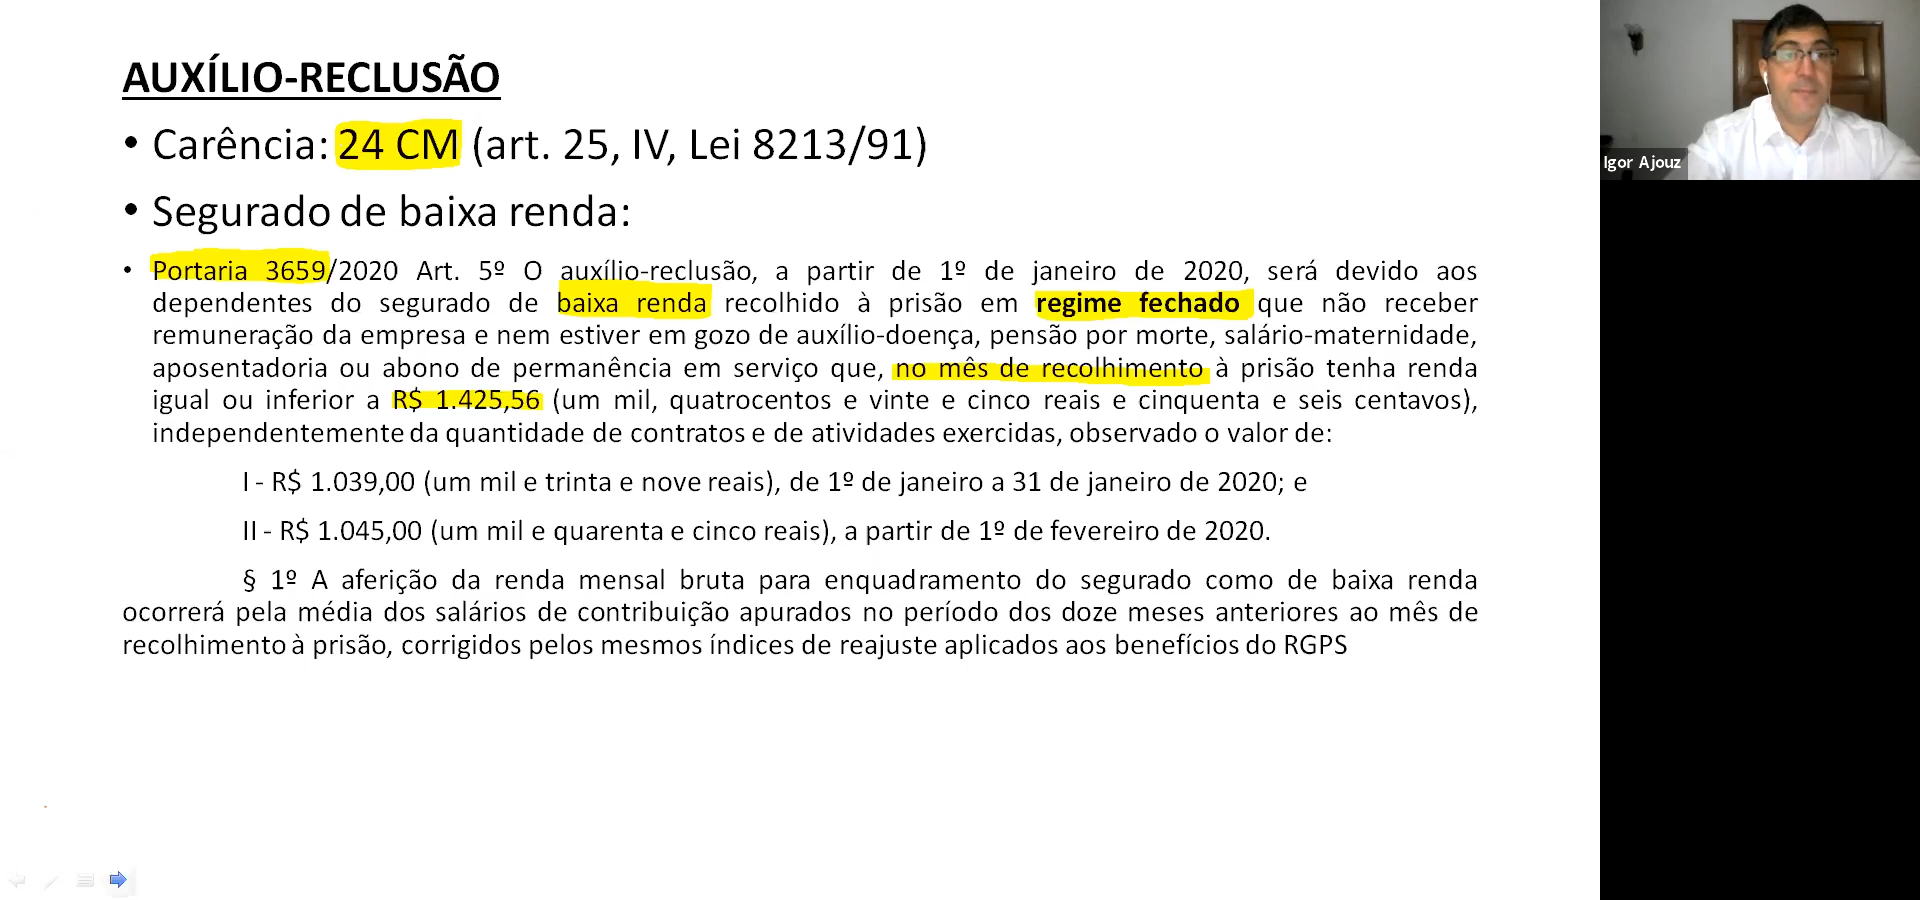 AUXÍLIO-RECLUSÃO
• Carência: 24 CM (art. 25, IV, Lei 8213/91)
• Segurado de baixa renda:
• Portaria 3659/2020 Art. 5º O auxílio-reclusão, a partir de 1º de janeiro de 2020, será devido aos
dependentes do segurado de baixa renda recolhido à prisão em regime fechado que não receber
remuneração da empresa e nem estiver em gozo de auxílio-doença, pensão por morte, salário-maternidade,
aposentadoria ou abono de permanência em serviço que, no mês de recolhimento à prisão tenha renda
igual ou inferior a R$ 1.425,56 (um mil, quatrocentos e vinte e cinco reais e cinquenta e seis centavos),
independentemente da quantidade de contratos e de atividades exercidas, observado o valor de:
I - R$ 1.039,00 (um mil e trinta e nove reais), de 1º de janeiro a 31 de janeiro de 2020; e
II - R$ 1.045,00 (um mil e quarenta e cinco reais), a partir de 1º de fevereiro de 2020.
§ 1º A aferição da renda mensal bruta para enquadramento do segurado como de baixa renda
ocorrerá pela média dos salários de contribuição apurados no período dos doze meses anteriores ao mês de
recolhimento à prisão, corrigidos pelos mesmos índices de reajuste aplicados aos benefícios do RGPS
Igor Ajouz